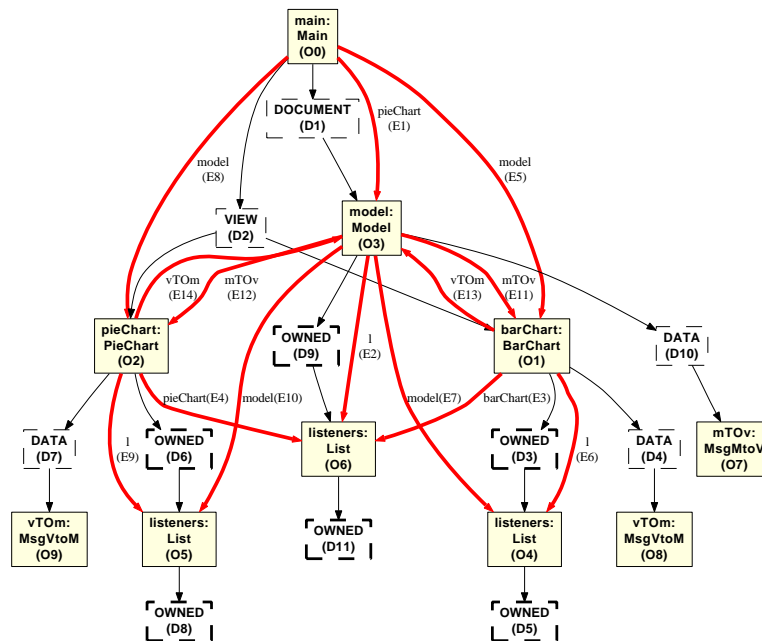 main:
Main
(O0)
DOCUMENT
(D1)
pieChart
(E1)
model
(E8)
model
(E5)
VIEW
(D2)
model:
Model
(O3)
vTOm
(E14)
mTOv
(E12)
vTOm
(E13)
mTOv
(E11)
pieChart:
PieChart
(O2)
OWNED
(D9)
l
(E2)
barChart:
BarChart
(O1)
DATA
(D10)
pieChart(E4)
model(E10)
model(E7)
barChart(E3)
DATA
(D7)
l
(E9)
OWNED
(D6)
listeners:
List
(O6)
OWNED
(D3)
l
(E6)
DATA
(D4)
mTOv:
MsgMtoV
(O7)
vTOm:
MsgVtoM
(O9)
listeners:
List
(O5)
OWNED
(D11)
listeners:
List
(O4)
vTOm:
MsgVtoM
(O8)
OWNED
(D8)
OWNED
(D5)